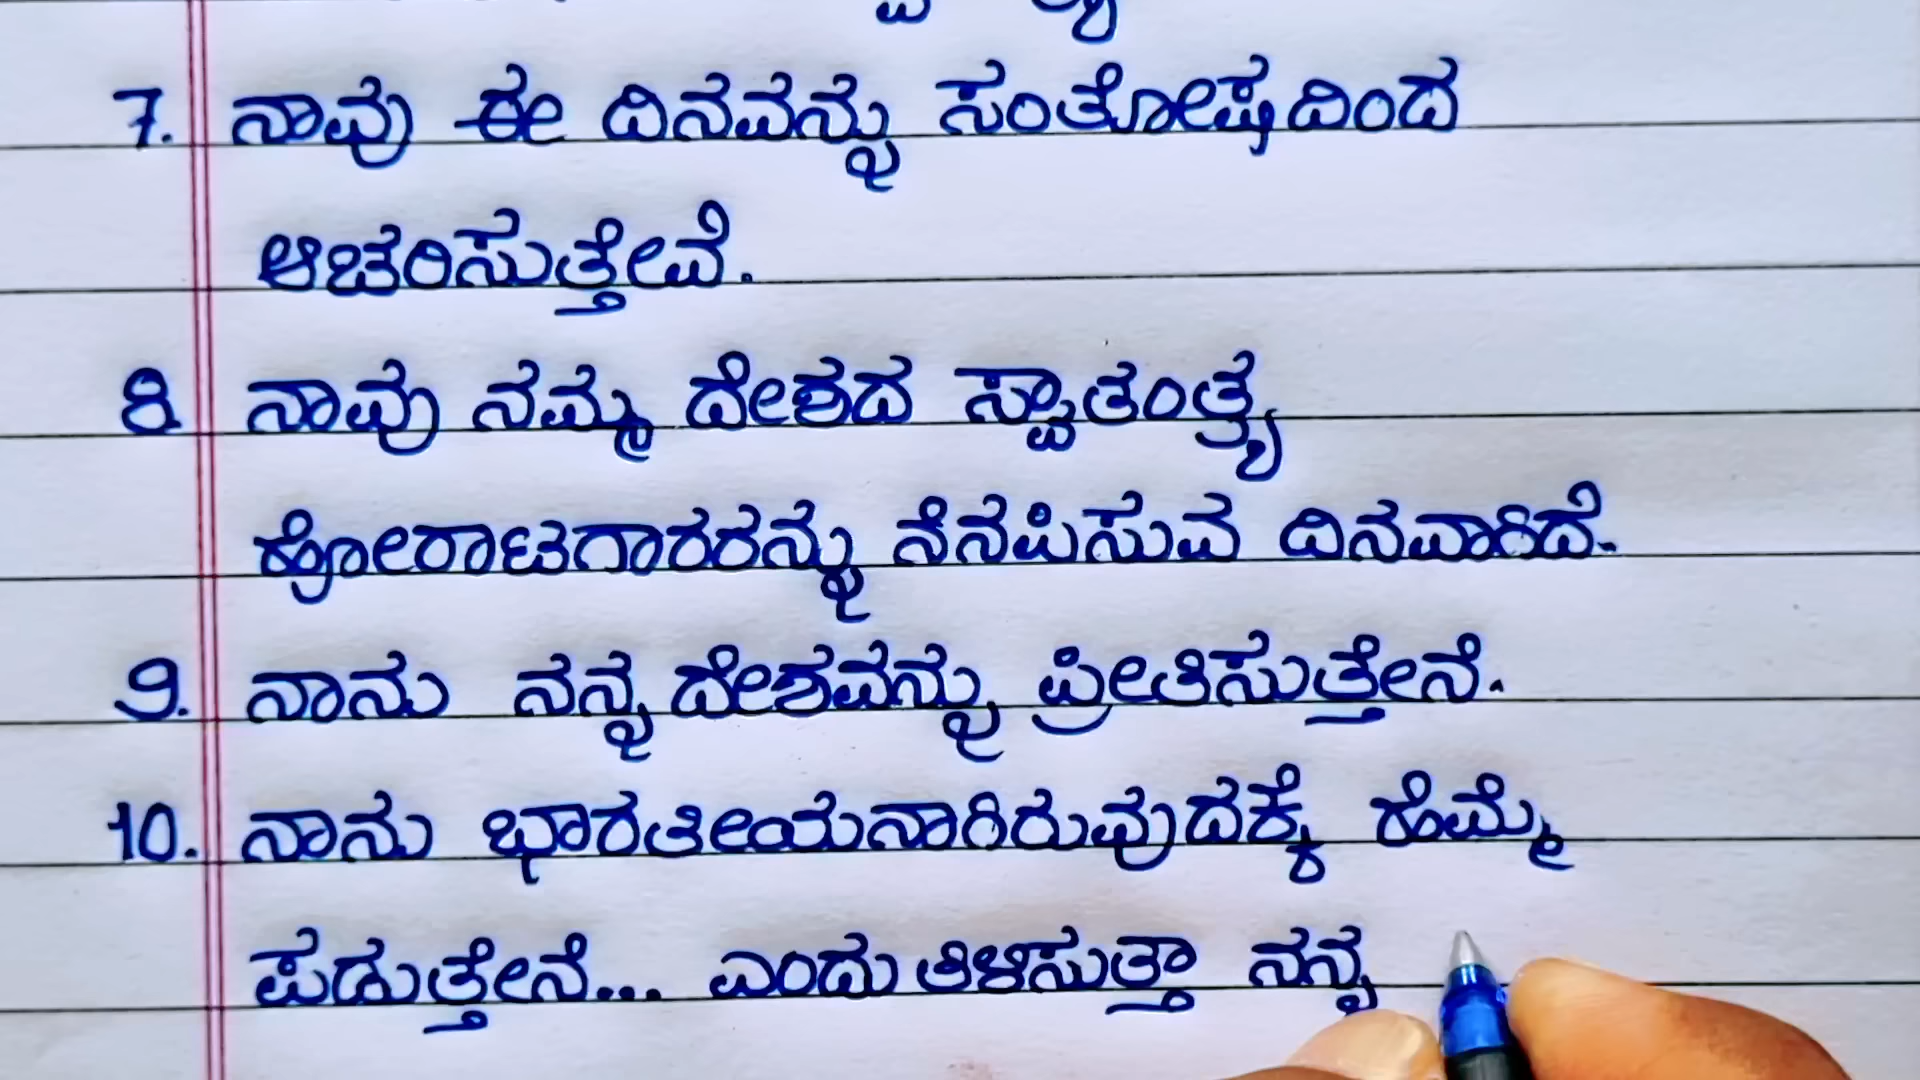 7. ನಾವು ಈ ದಿನವನ್ನು ಸಂತೋಷದಿಂದ
ಆಚರಿಸುತ್ತೇವೆ.
8. ನಾವು ನಮ್ಮ ದೇಶದ ಸ್ವಾತಂತ್ರ್ಯ
ಹೋರಾಟಗಾರರನ್ನು ನೆನಪಿಸುವ ದಿನವಾಗಿದೆ.
9. ನಾನು ನನ್ನ ದೇಶವನ್ನು ಪ್ರೀತಿಸುತ್ತೇನೆ.
10. ನಾನು ಭಾರತೀಯನಾಗಿರುವುದಕ್ಕೆ ಹೆಮ್ಮೆ
ಪಡುತ್ತೇನೆ... ಎಂದು ತಿಳಿಸುತ್ತಾ ನನ್ನ